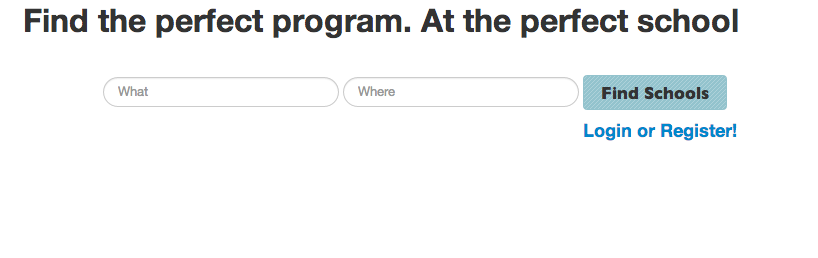 Find the perfect program. At the perfect school
What Where Find Schools
Login or Register!